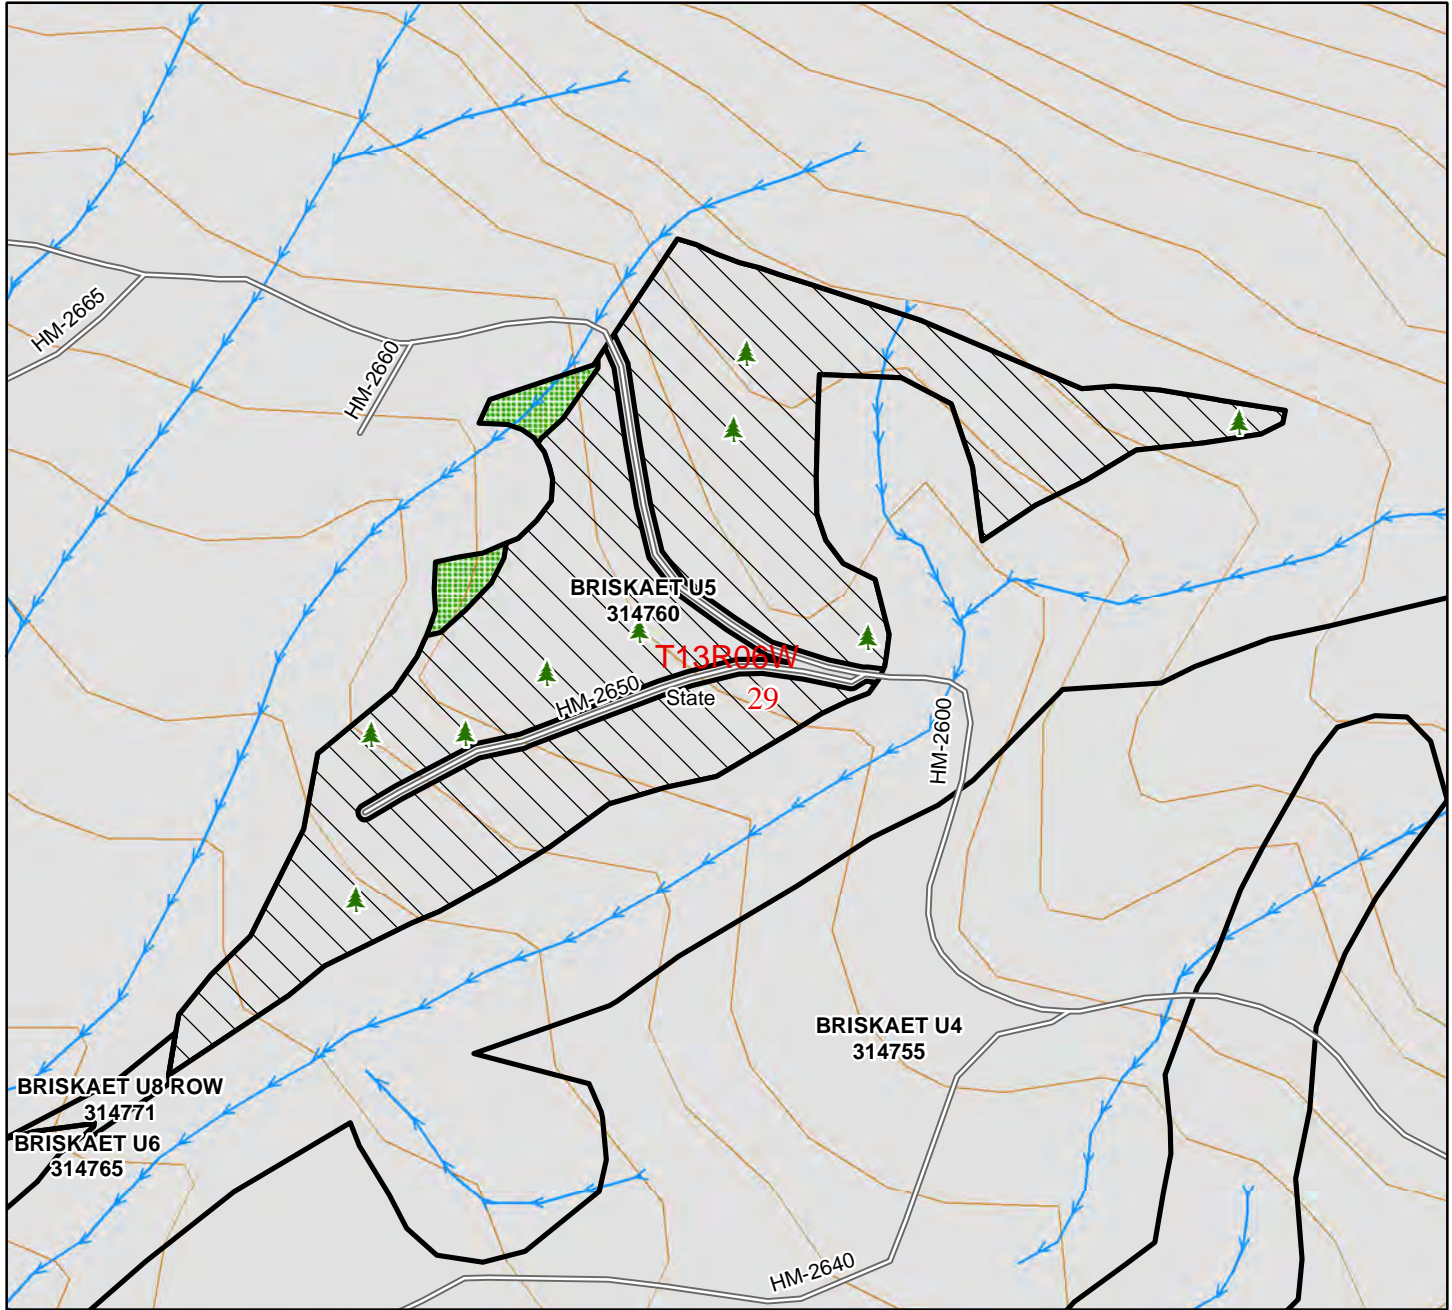 HM-2665
HM-2660
BRISKAET U5
314760
T13R06W
HM-2650
State
29
HM-2600
BRISKAET U4
314755
BRISKAET U8 ROW
314771
BRISKAET U6
314765
HM-2640